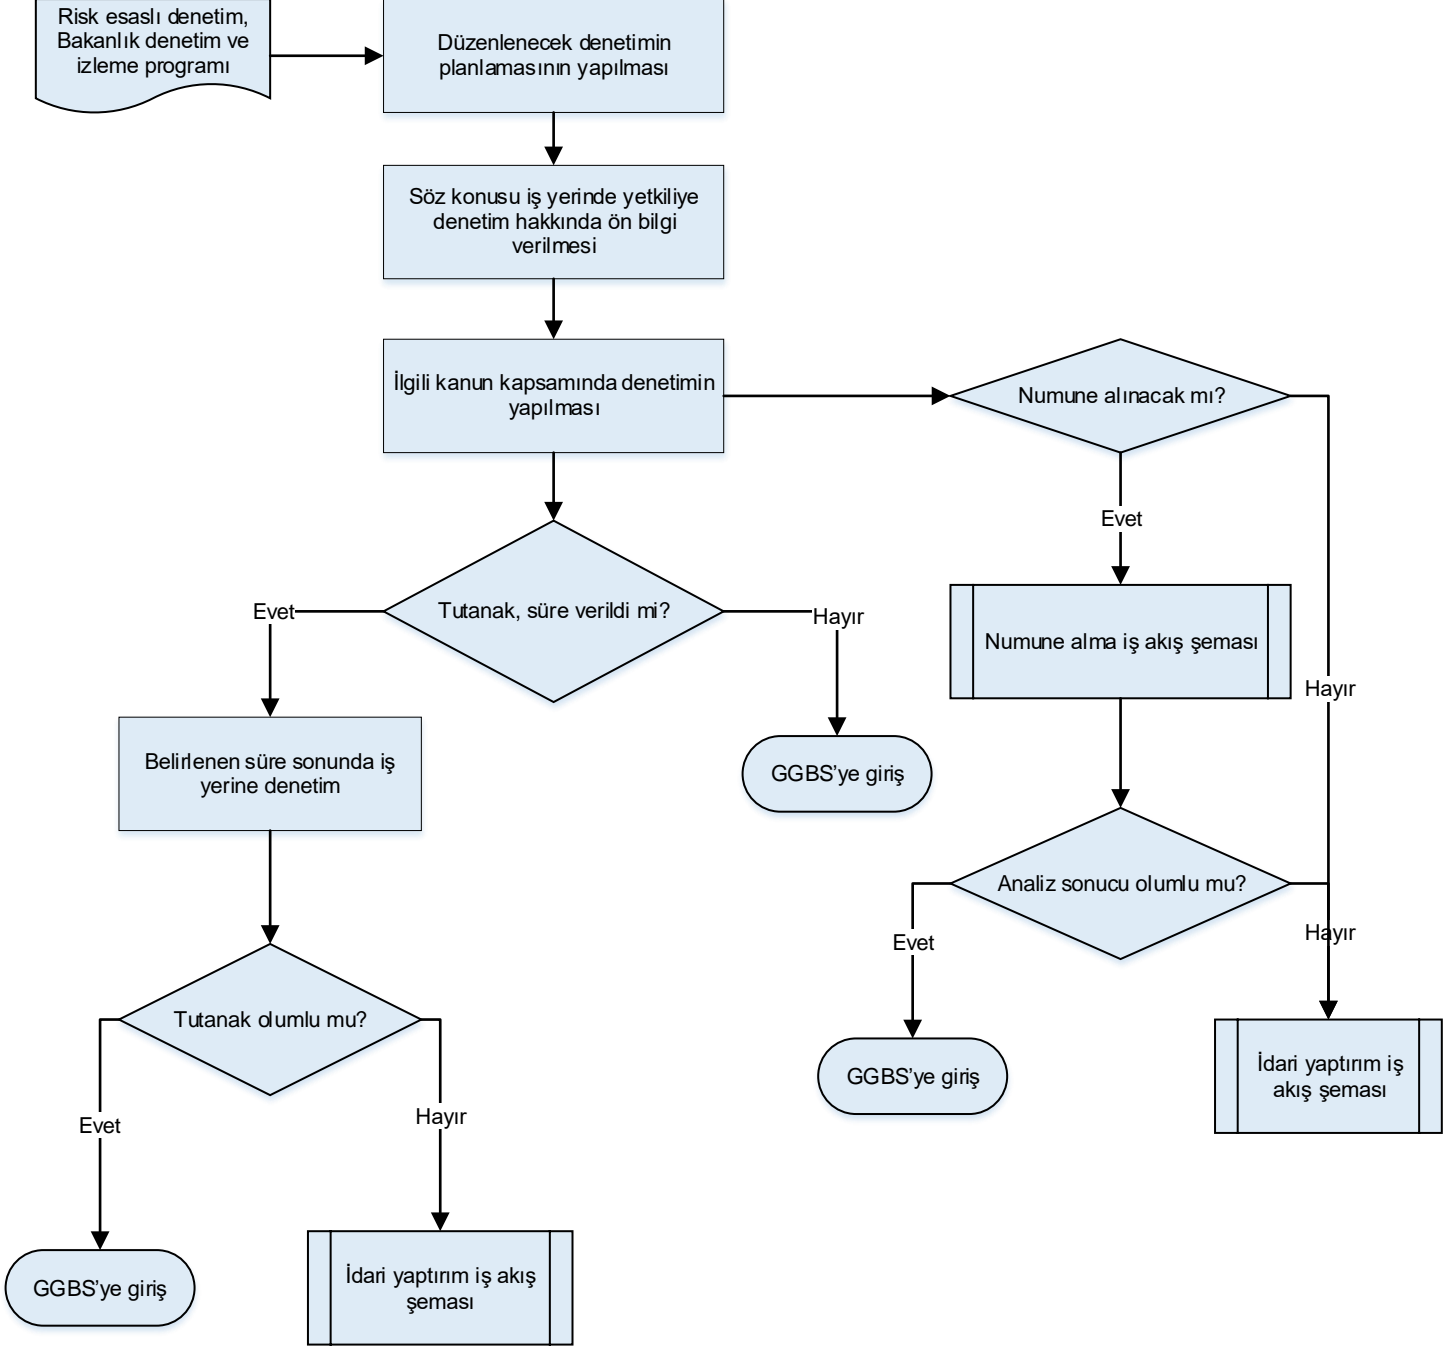 Risk esaslı denetim,
Bakanlık denetim ve
izleme programı
Düzenlenecek denetimin
planlamasının yapılması
Söz konusu iş yerinde yetkiliye
denetim hakkında ön bilgi
verilmesi
İlgili kanun kapsamında denetimin
yapılması
Numune alınacak mı?
Evet
Tutanak, süre verildi mi?
Evet
Hayır
Numune alma iş akış şeması
Hayır
Belirlenen süre sonunda iş
yerine denetim
GGBS’ye giriş
Analiz sonucu olumlu mu?
Evet
Hayır
Tutanak olumlu mu?
GGBS’ye giriş
İdari yaptırım iş
akış şeması
Evet
Hayır
GGBS’ye giriş
İdari yaptırım iş akış
şeması